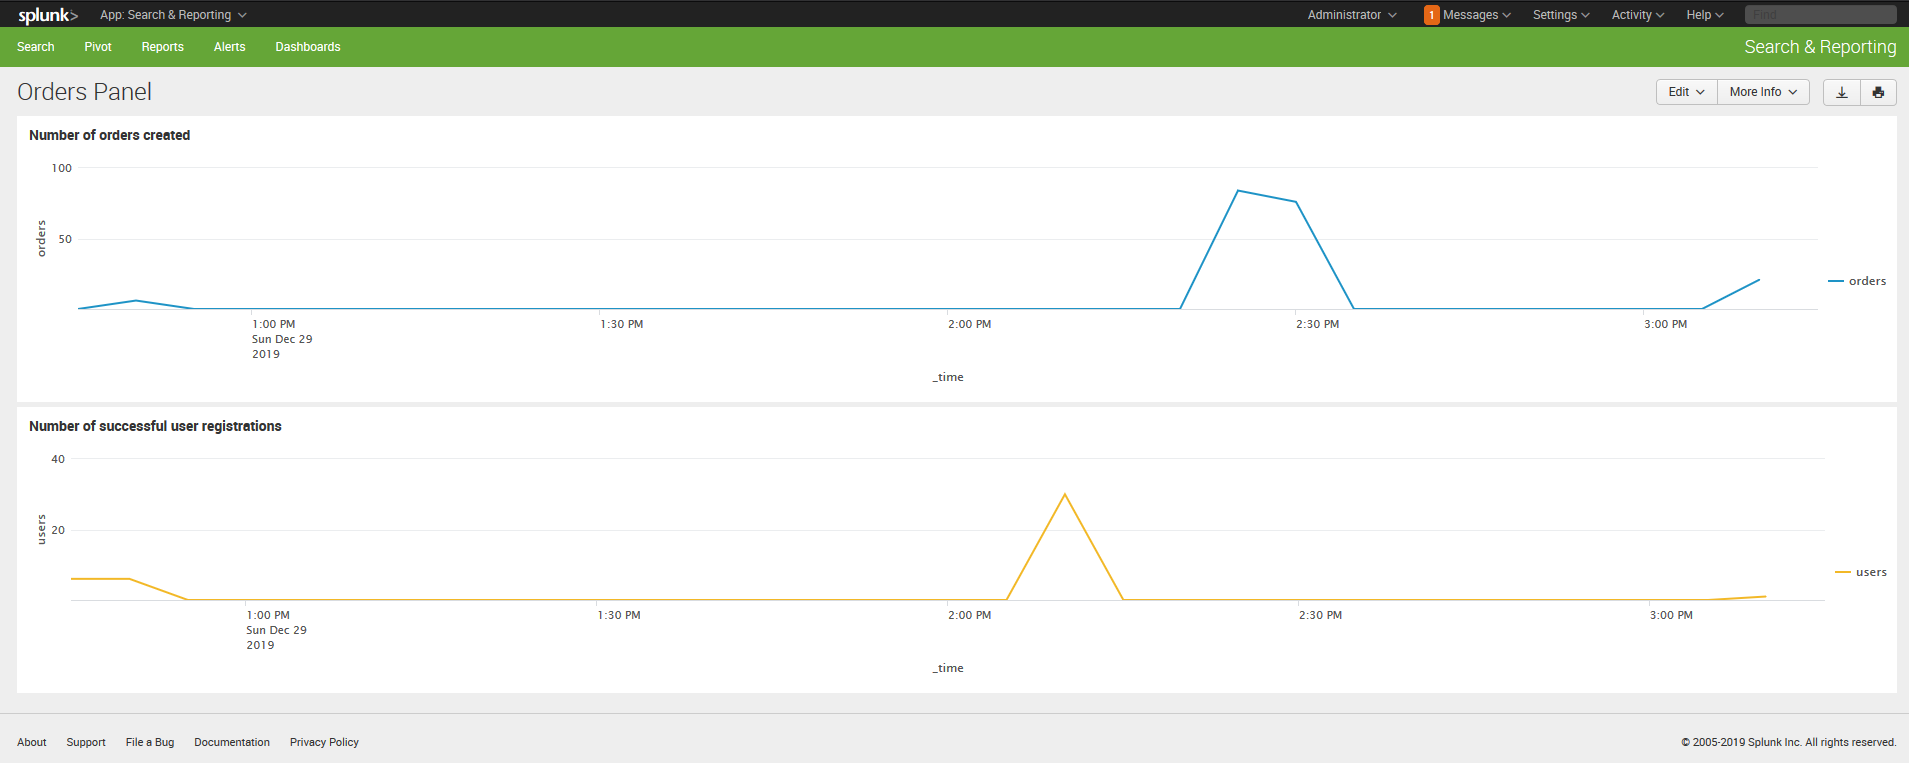 splunk> App: Search & Reporting Administrator 1 Messages Settings Activity Help Find
Search Pivot Reports Alerts Dashboards Search & Reporting
Orders Panel Edit More Info
Number of orders created
100
50
orders
orders
1:00 PM 1:30 PM 2:00 PM 2:30 PM 3:00 PM
Sun Dec 29
2019
_time
Number of successful user registrations
40
20
users
users
1:00 PM 1:30 PM 2:00 PM 2:30 PM 3:00 PM
Sun Dec 29
2019
_time
About Support File a Bug Documentation Privacy Policy © 2005-2019 Splunk Inc. All rights reserved.